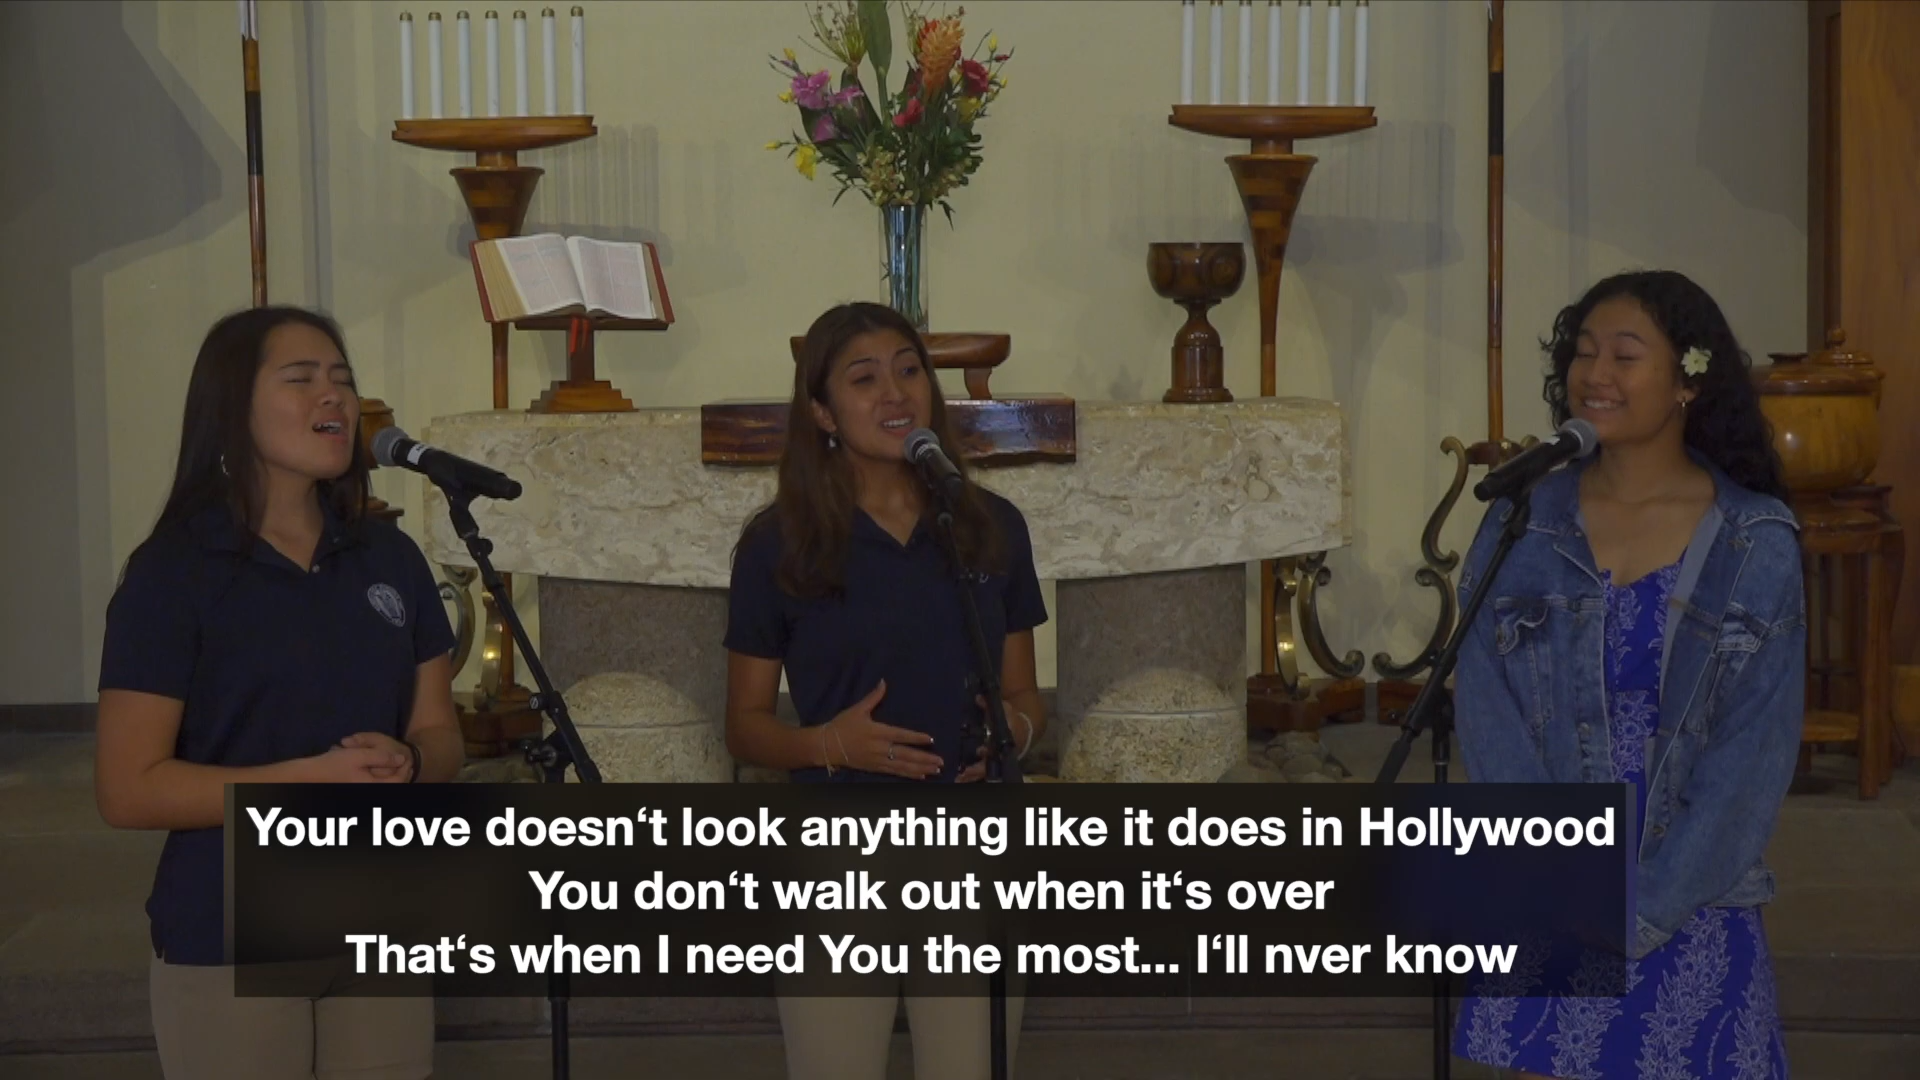 Your love doesn‘t look anything like it does in Hollywood
You don‘t walk out when it‘s over
That‘s when I need You the most... I‘ll nver know